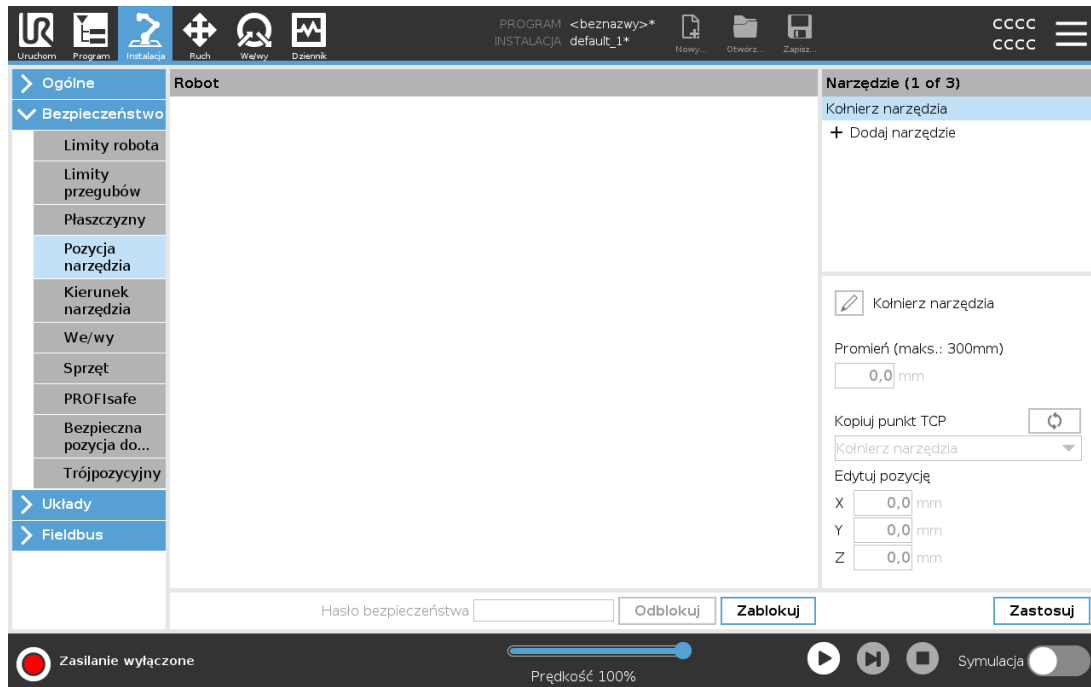 PROGRAM <beznazwy>*
INSTALACJA default_1*
Uruchom Program Instalacja Ruch We/wy Dziennik Nowy... Otwórz... Zapisz...
CCCC
CCCC
Ogólne
Bezpieczeństwo
Limity robota
Limity
przegubów
Płaszczyzny
Pozycja
narzędzia
Kierunek
narzędzia
We/wy
Sprzęt
PROFIsafe
Bezpieczna
pozycja do...
Trójpozycyjny
Układy
Fieldbus
Robot
Narzędzie (1 of 3)
Kołnierz narzędzia
+ Dodaj narzędzie
Kołnierz narzędzia
Promień (maks.: 300mm)
0,0 mm
Kopiuj punkt TCP
Kołnierz narzędzia
Edytuj pozycję
X 0,0 mm
Y 0,0 mm
Z 0,0 mm
Hasło bezpieczeństwa Odblokuj Zablokuj Zastosuj
Zasilanie wyłączone
Prędkość 100%
Symulacja